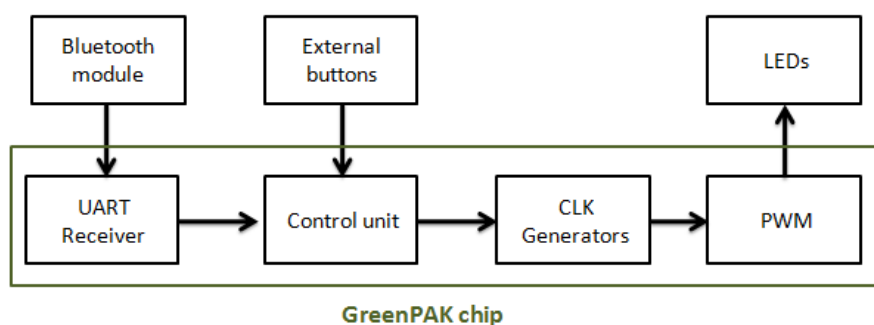 Bluetooth
module
External
buttons
LEDs
UART
Receiver
Control unit
CLK
Generators
PWM
GreenPAK chip